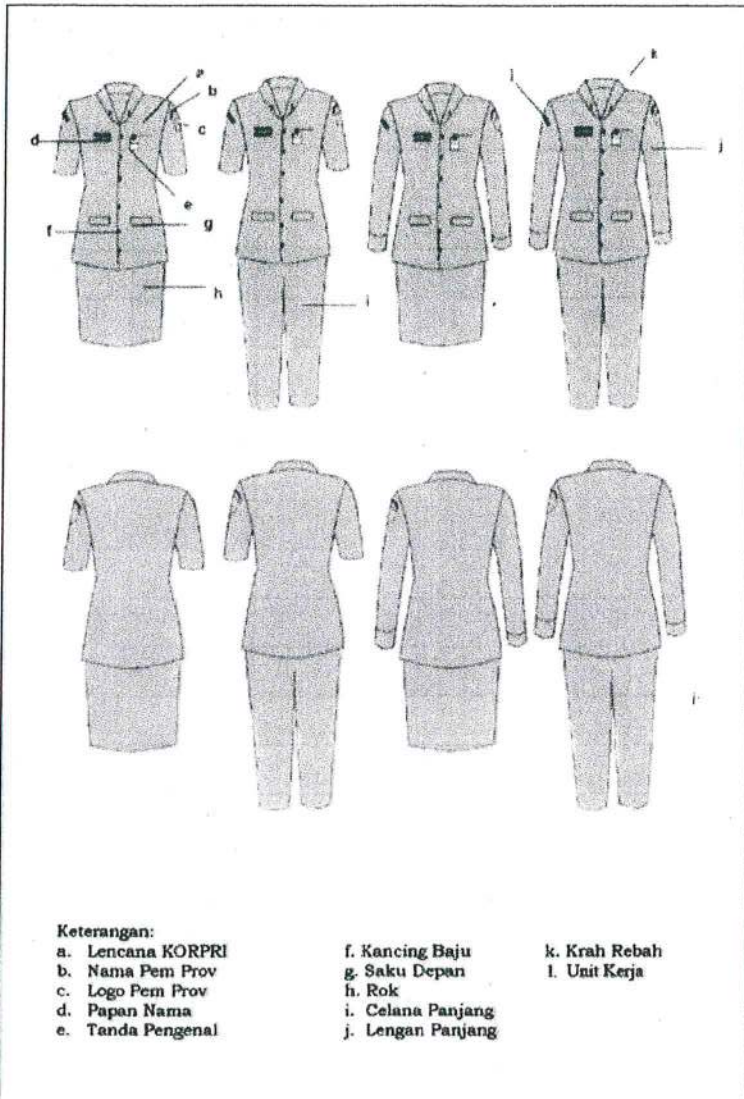 a
b
c
d
e
f
g
h
i
l
k
j
Keterangan:
a. Lencana KORPRI
b. Nama Pem Prov
c. Logo Pem Prov
d. Papan Nama
e. Tanda Pengenal
f. Kancing Baju
g. Saku Depan
h. Rok
i. Celana Panjang
j. Lengan Panjang
k. Krah Rebah
l. Unit Kerja